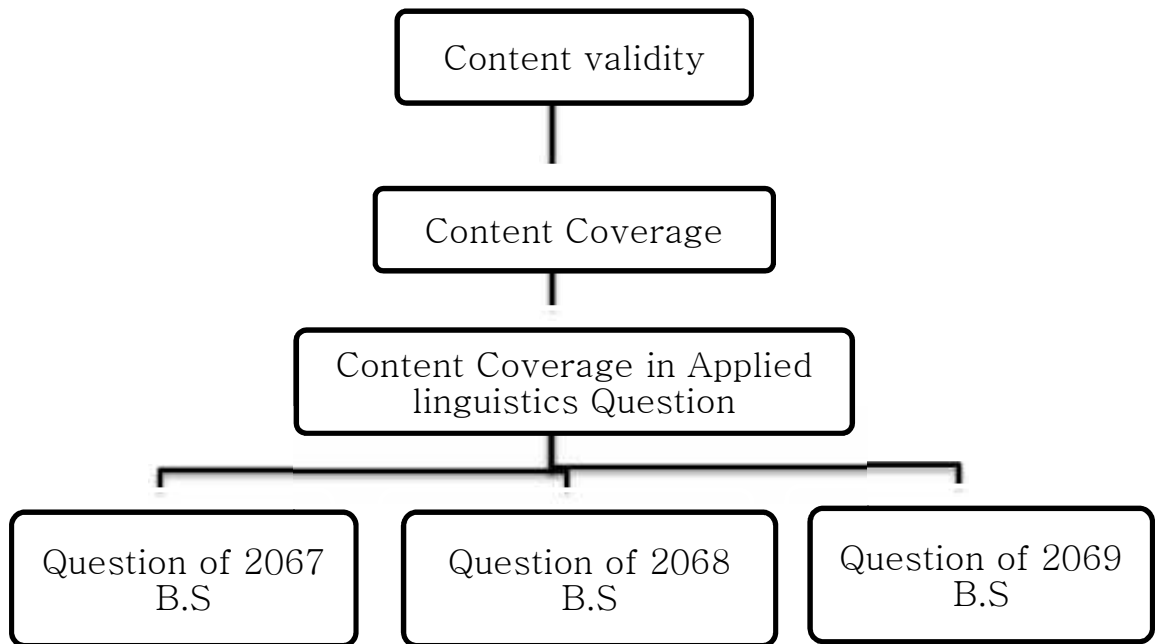 Content validity
Content Coverage
Content Coverage in Applied
linguistics Question
Question of 2067
B.S
Question of 2068
B.S
Question of 2069
B.S